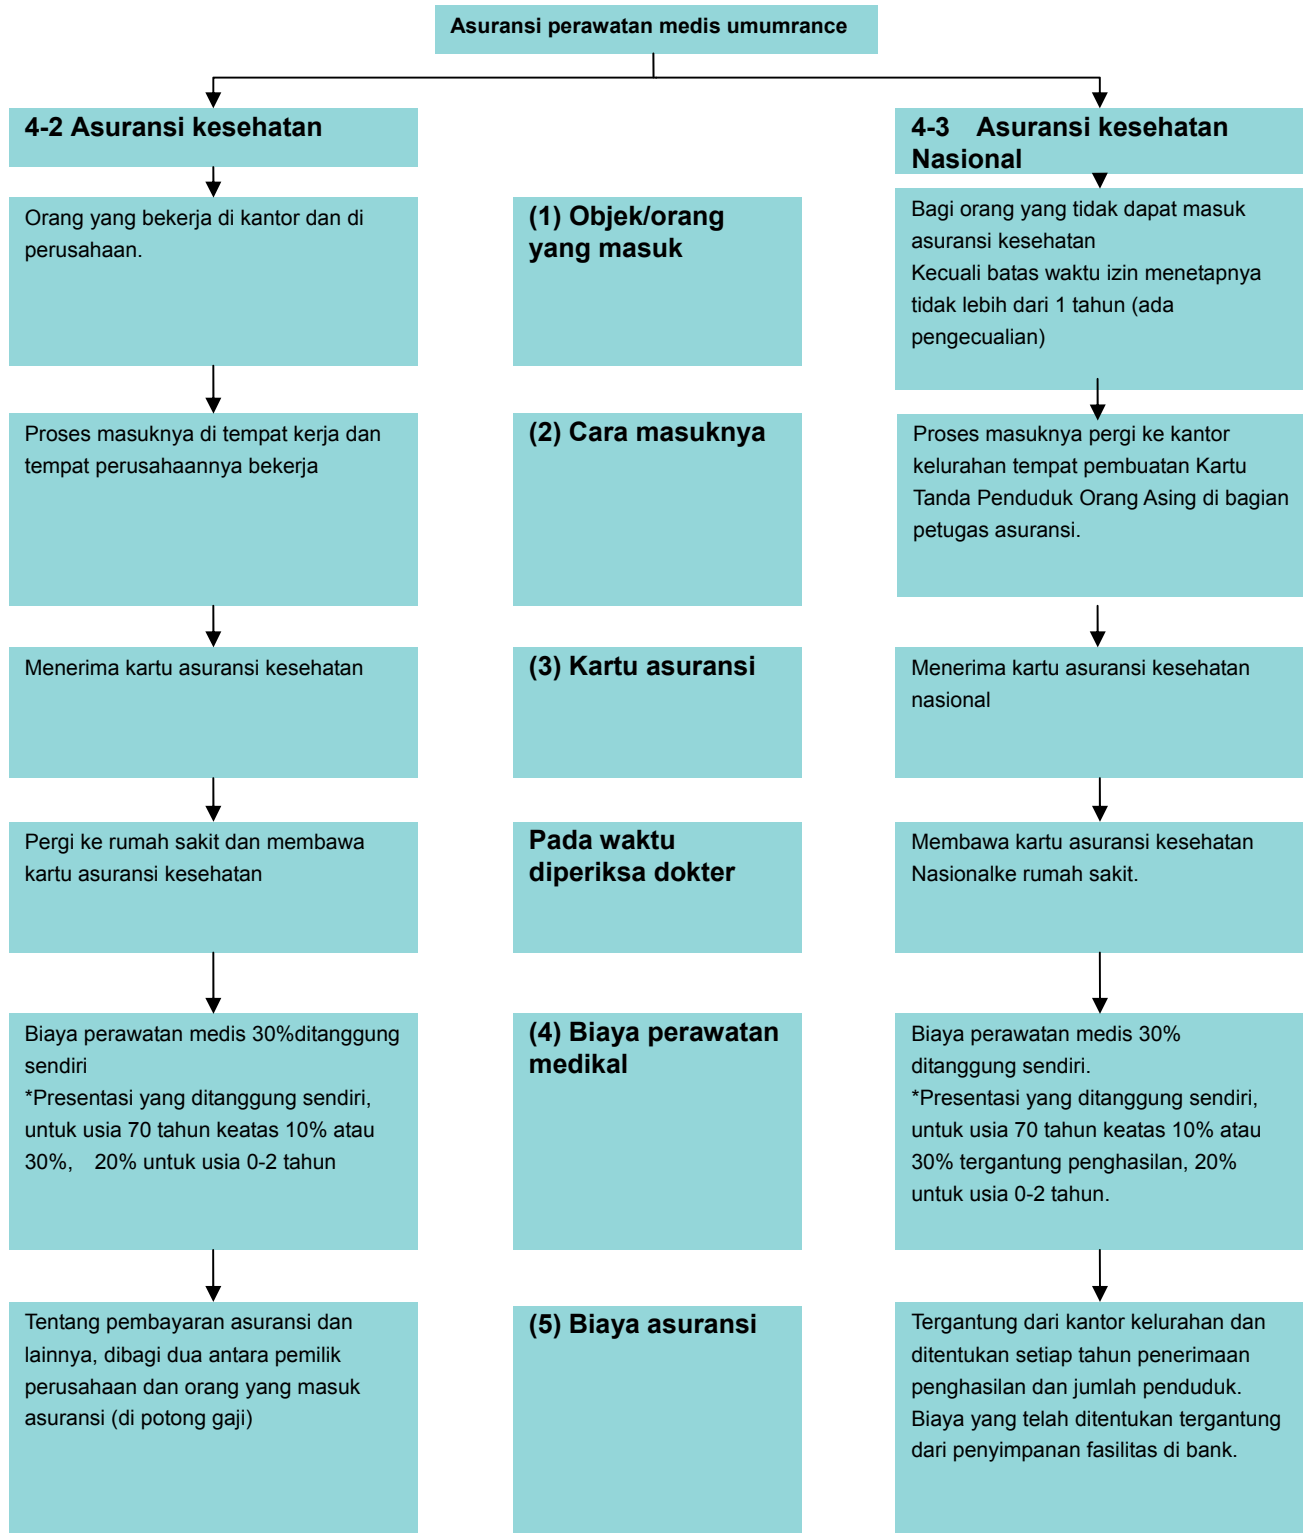 Asuransi perawatan medis umumrance
4-2 Asuransi kesehatan
4-3 Asuransi kesehatan
Nasional
Orang yang bekerja di kantor dan di
perusahaan.
(1) Objek/orang
yang masuk
Bagi orang yang tidak dapat masuk
asuransi kesehatan
Kecuali batas waktu izin menetapnya
tidak lebih dari 1 tahun (ada
pengecualian)
Proses masuknya di tempat kerja dan
tempat perusahaannya bekerja
(2) Cara masuknya
Proses masuknya pergi ke kantor
kelurahan tempat pembuatan Kartu
Tanda Penduduk Orang Asing di bagian
petugas asuransi.
Menerima kartu asuransi kesehatan
(3) Kartu asuransi
Menerima kartu asuransi kesehatan
nasional
Pergi ke rumah sakit dan membawa
kartu asuransi kesehatan
Pada waktu
diperiksa dokter
Membawa kartu asuransi kesehatan
Nasionalke rumah sakit.
Biaya perawatan medis 30%ditanggung
sendiri
*Presentasi yang ditanggung sendiri,
untuk usia 70 tahun keatas 10% atau
30%, 20% untuk usia 0-2 tahun
(4) Biaya perawatan
medikal
Biaya perawatan medis 30%
ditanggung sendiri.
*Presentasi yang ditanggung sendiri,
untuk usia 70 tahun keatas 10% atau
30% tergantung penghasilan, 20%
untuk usia 0-2 tahun.
Tentang pembayaran asuransi dan
lainnya, dibagi dua antara pemilik
perusahaan dan orang yang masuk
asuransi (di potong gaji)
(5) Biaya asuransi
Tergantung dari kantor kelurahan dan
ditentukan setiap tahun penerimaan
penghasilan dan jumlah penduduk.
Biaya yang telah ditentukan tergantung
dari penyimpanan fasilitas di bank.